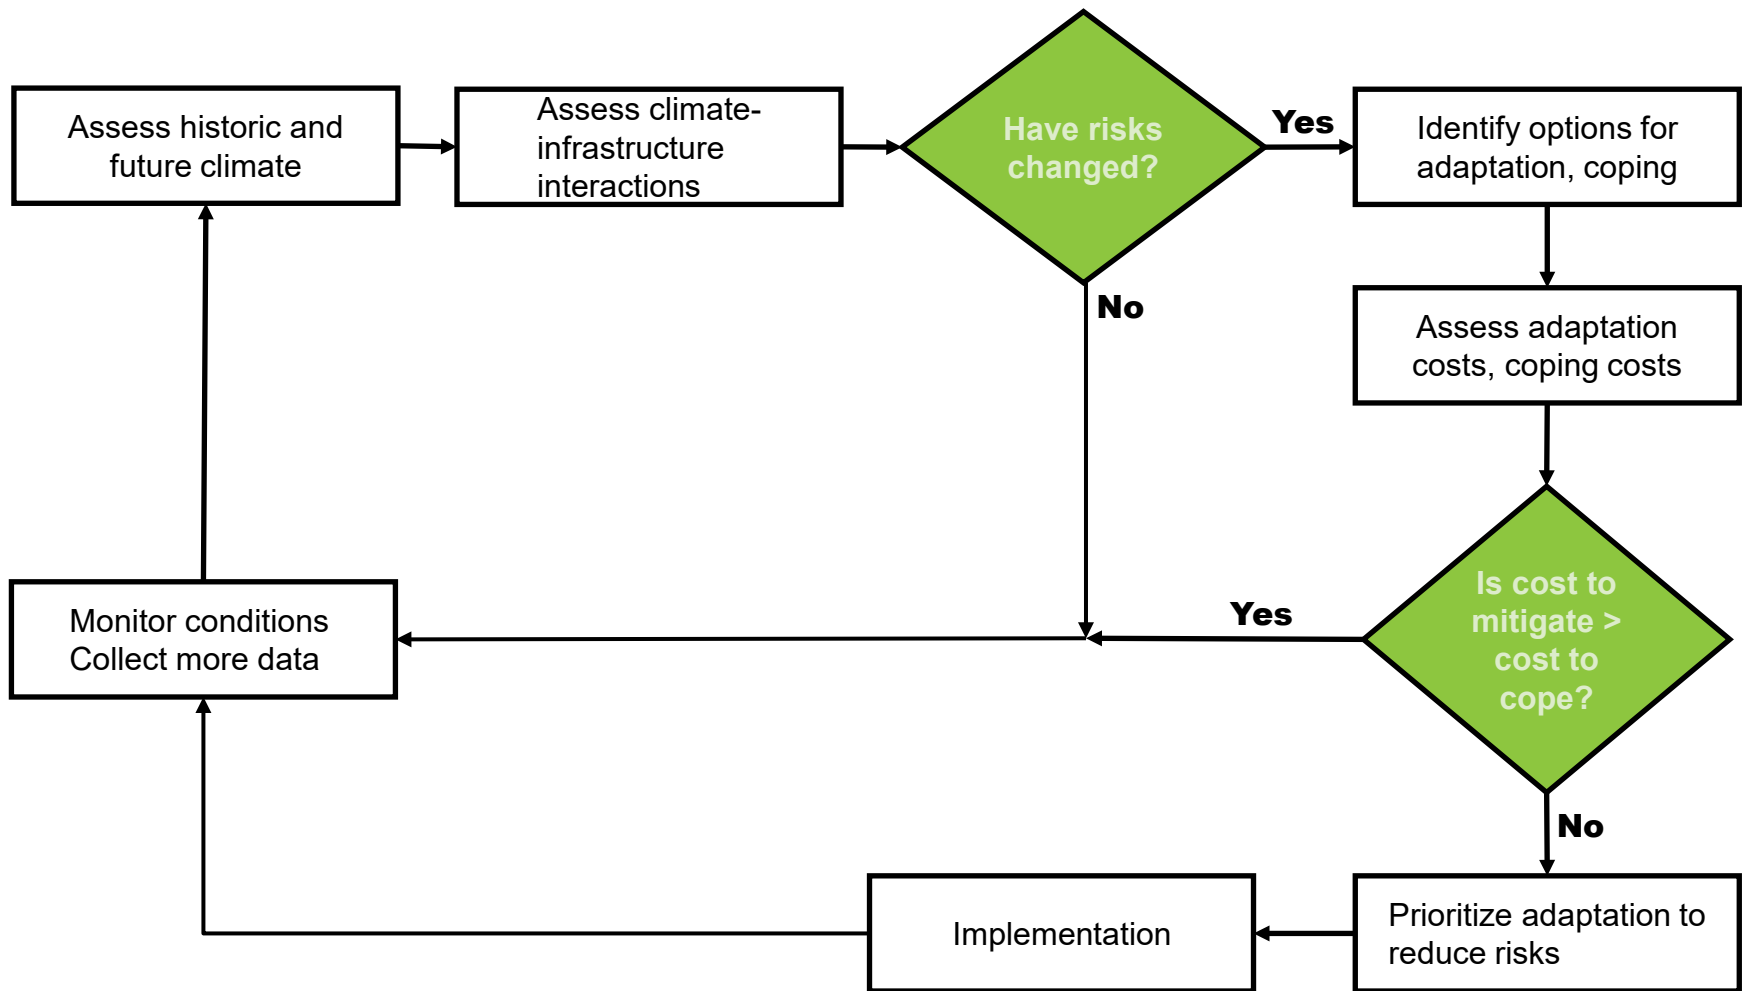 Assess historic and
future climate
Assess climate-
infrastructure
interactions
Have risks
changed?
Yes
Identify options for
adaptation, coping
No
Assess adaptation
costs, coping costs
Is cost to
mitigate >
cost to
cope?
Yes
Monitor conditions
Collect more data
No
Prioritize adaptation to
reduce risks
Implementation